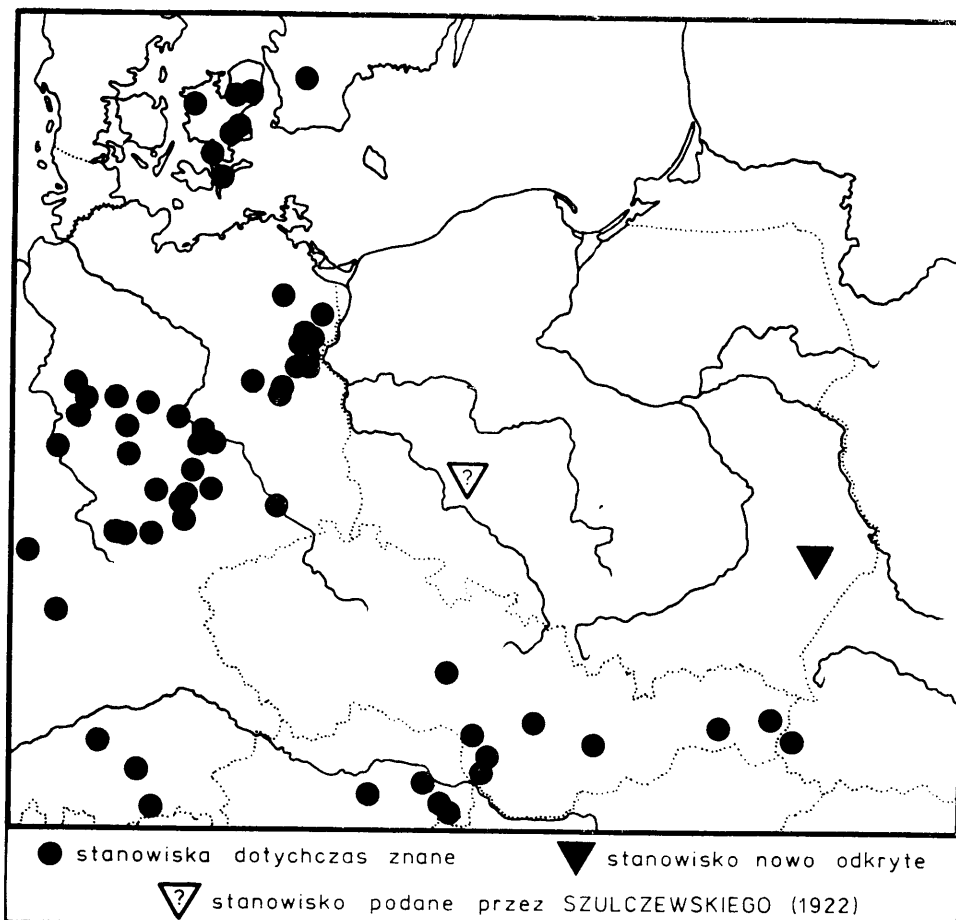 ?
stanowiska dotychczas znane
stanowisko nowo odkryte
? stanowisko podane przez SZULCZEWSKIEGO (1922)